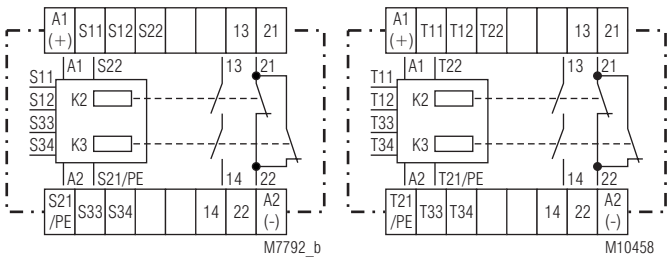 A1 (+) S11 S12 S22 13 21
A1 S22 13 21
S11
S12
S33
S34
K2
K3
A2 S21/PE 14 22
S21 /PE S33 S34 14 22 A2 (-)
M7792_b
A1 (+) T11 T12 T22 13 21
A1 T22 13 21
T11
T12
T33
T34
K2
K3
A2 T21/PE 14 22
T21 /PE T33 T34 14 22 A2 (-)
M10458